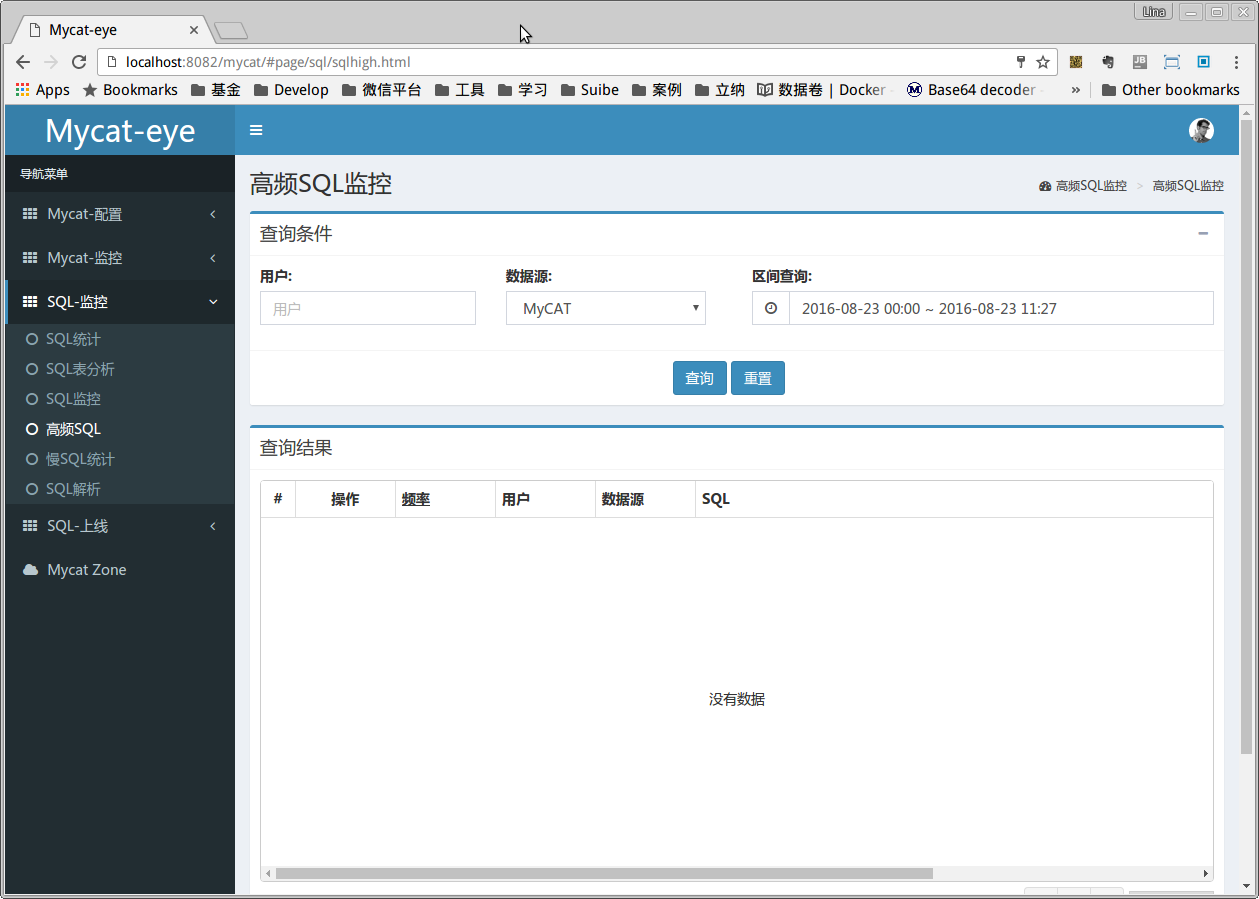 Lina
Mycat-eye
localhost:8082/mycat/#page/sql/sqlhigh.html
Apps Bookmarks 基金 Develop 微信平台 工具 学习 Suibe 案例 立纳 数据卷 | Docker Base64 decoder » Other bookmarks
Mycat-eye
导航菜单
Mycat-配置
Mycat-监控
SQL-监控
SQL统计
SQL表分析
SQL监控
高频SQL
慢SQL统计
SQL解析
SQL-上线
Mycat Zone
高频SQL监控
高频SQL监控 > 高频SQL监控
查询条件
用户: 数据源: 区间查询:
用户 MyCAT 2016-08-23 00:00 ~ 2016-08-23 11:27
查询 重置
查询结果
# 操作 频率 用户 数据源 SQL
没有数据